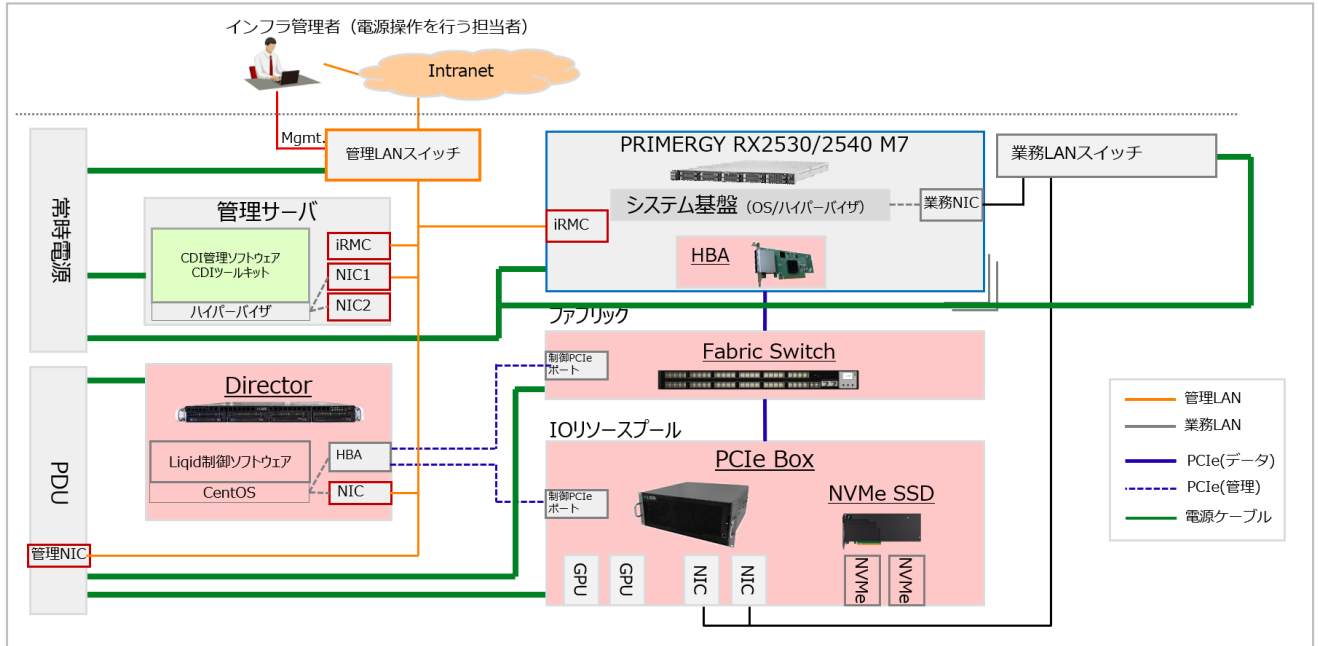 インフラ管理者（電源操作を行う担当者）
Intranet
Mgmt.
管理LANスイッチ
PRIMERGY RX2530/2540 M7
業務LANスイッチ
システム基盤（OS/ハイパーバイザ）
業務NIC
iRMC
HBA
常時電源
管理サーバ
CDI管理ソフトウェア
CDIツールキット
ハイパーバイザ
iRMC
NIC1
NIC2
ファブリック
制御PCIe
ポート
Fabric Switch
PDU
管理NIC
Director
Liqid制御ソフトウェア
CentOS
HBA
NIC
IOリソースプール
PCIe Box
制御PCIe
ポート
NVMe SSD
GPU
GPU
NIC
NIC
NVMe
NVMe
管理LAN
業務LAN
PCIe(データ)
PCIe(管理)
電源ケーブル